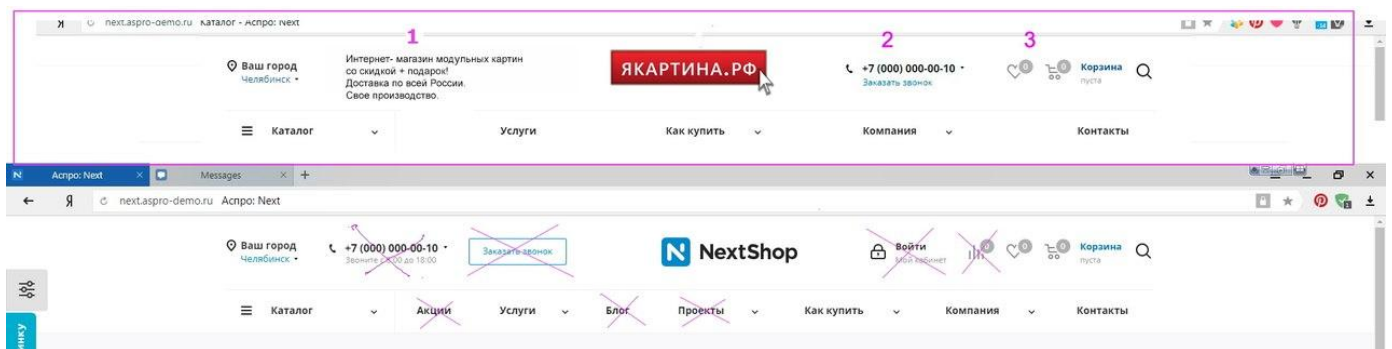 Я next.aspro-demo.ru Каталог - Аспро: Next
1 2 3
Ваш город
Челябинск
Интернет- магазин модульных картин
со скидкой + подарок!
Доставка по всей России.
Свое производство.
ЯКАРТИНА.РФ
+7 (000) 000-00-10
Заказать звонок
0 0 Корзина
пуста
Каталог Услуги Как купить Компания Контакты
Аспро: Next Messages
Я next.aspro-demo.ru Аспро: Next
Ваш город
Челябинск
+7 (000) 000-00-10
Звоните с 9:00 до 18:00
Заказать звонок
N NextShop
Войти
Мой кабинет
0 0 0 Корзина
пуста
Каталог Акции Услуги Блог Проекты Как купить Компания Контакты